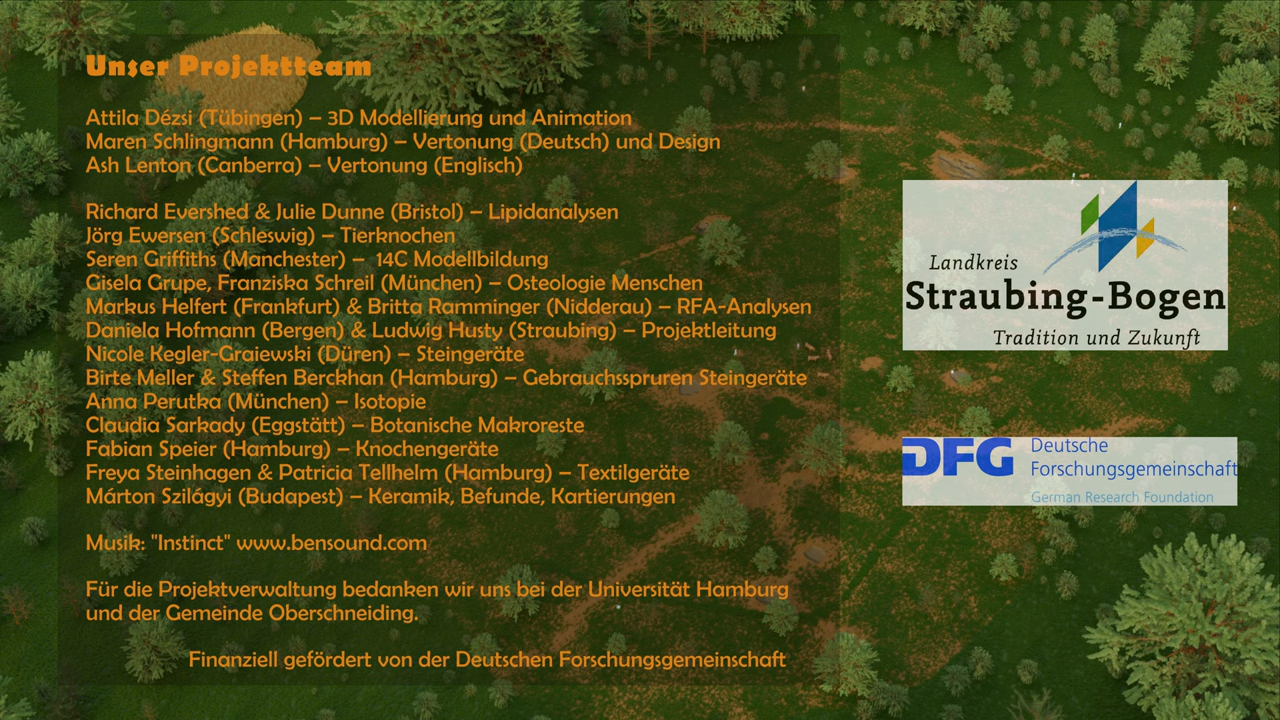 Unser Projektteam
Attila Dézsi (Tübingen) – 3D Modellierung und Animation
Maren Schlingmann (Hamburg) – Vertonung (Deutsch) und Design
Ash Lenton (Canberra) – Vertonung (Englisch)
Richard Evershed & Julie Dunne (Bristol) – Lipidanalysen
Jörg Ewersen (Schleswig) – Tierknochen
Seren Griffiths (Manchester) – 14C Modellbildung
Gisela Grupe, Franziska Schreil (München) – Osteologie Menschen
Markus Helfert (Frankfurt) & Britta Ramminger (Nidderau) – RFA-Analysen
Daniela Hofmann (Bergen) & Ludwig Husty (Straubing) – Projektleitung
Nicole Kegler-Graiewski (Düren) – Steingeräte
Birte Meller & Steffen Berckhan (Hamburg) – Gebrauchsspruren Steingeräte
Anna Perutka (München) – Isotopie
Claudia Sarkady (Eggstätt) – Botanische Makroreste
Fabian Speier (Hamburg) – Knochengeräte
Freya Steinhagen & Patricia Tellhelm (Hamburg) – Textilgeräte
Márton Szilágyi (Budapest) – Keramik, Befunde, Kartierungen
Musik: "Instinct" www.bensound.com
Für die Projektverwaltung bedanken wir uns bei der Universität Hamburg
und der Gemeinde Oberschneiding.
Finanziell gefördert von der Deutschen Forschungsgemeinschaft
Landkreis
Straubing-Bogen
Tradition und Zukunft
DFG Deutsche
Forschungsgemeinschaft
German Research Foundation